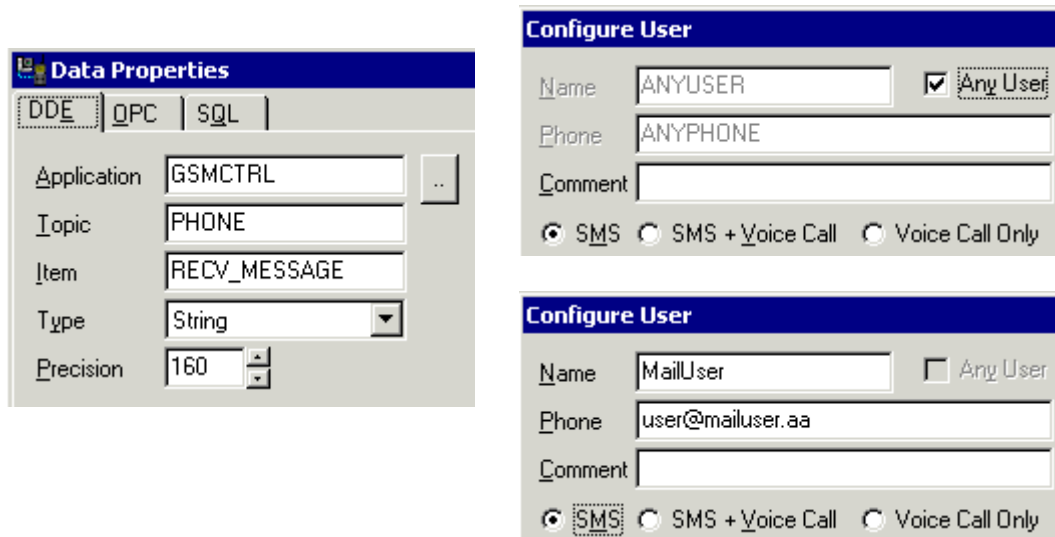 Data Properties
DDE OPC SQL
Application GSMCTRL ..
Topic PHONE
Item RECV_MESSAGE
Type String
Precision 160
Configure User
Name ANYUSER Any User
Phone ANYPHONE
Comment
SMS SMS + Voice Call Voice Call Only
Configure User
Name MailUser Any User
Phone user@mailuser.aa
Comment
SMS SMS + Voice Call Voice Call Only